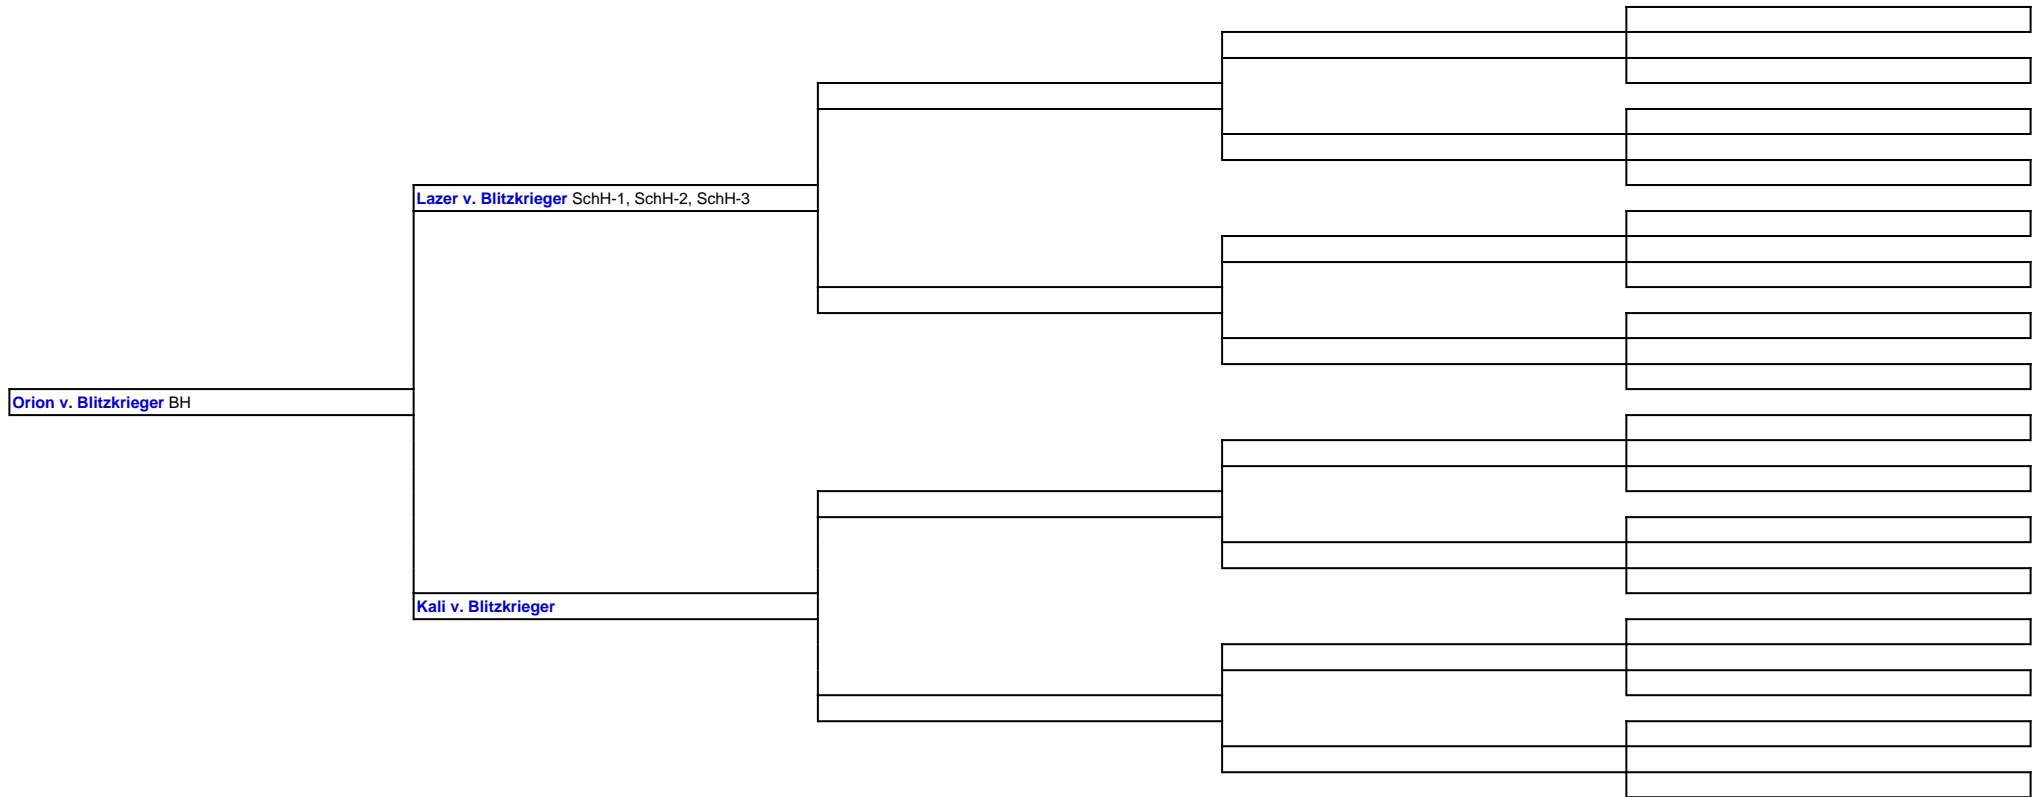 Lazer v. Blitzkrieger SchH-1, SchH-2, SchH-3
Orion v. Blitzkrieger BH
Kali v. Blitzkrieger